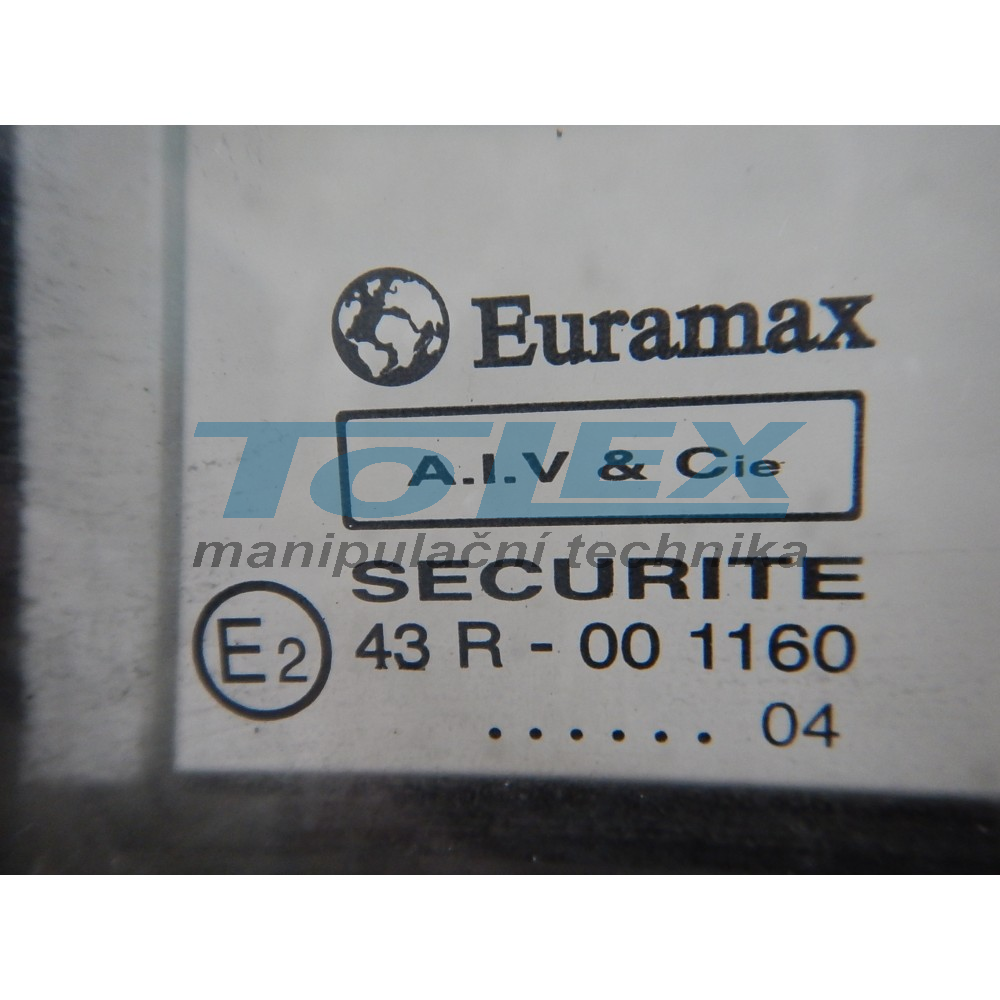 Euramax
TOLEX
A.I.V & Cie
manipulační technika
SECURITE
E2
43 R - 00 1160
...... 04